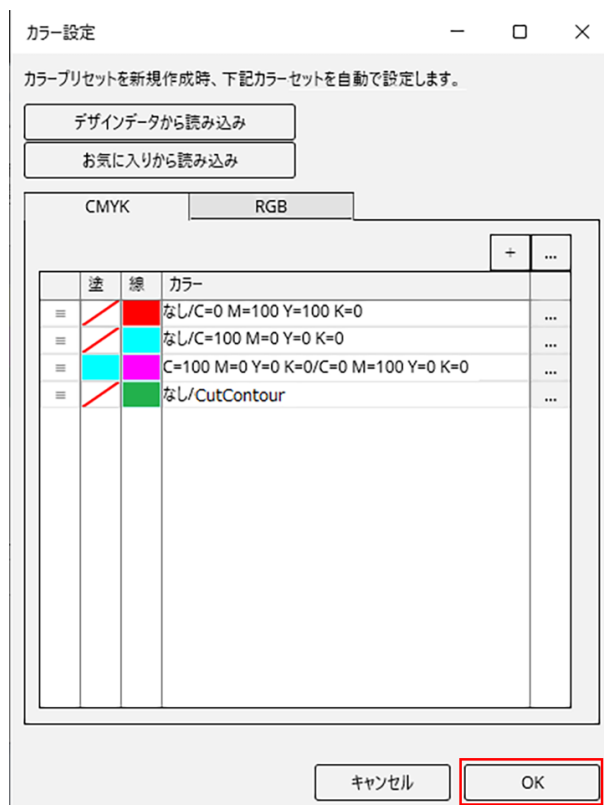 カラー設定
カラープリセットを新規作成時、下記カラーセットを自動で設定します。
デザインデータから読み込み
お気に入りから読み込み
CMYK RGB
+ ...
塗 線 カラー
なし/C=0 M=100 Y=100 K=0 ...
なし/C=100 M=0 Y=0 K=0 ...
C=100 M=0 Y=0 K=0/C=0 M=100 Y=0 K=0 ...
なし/CutContour ...
キャンセル OK